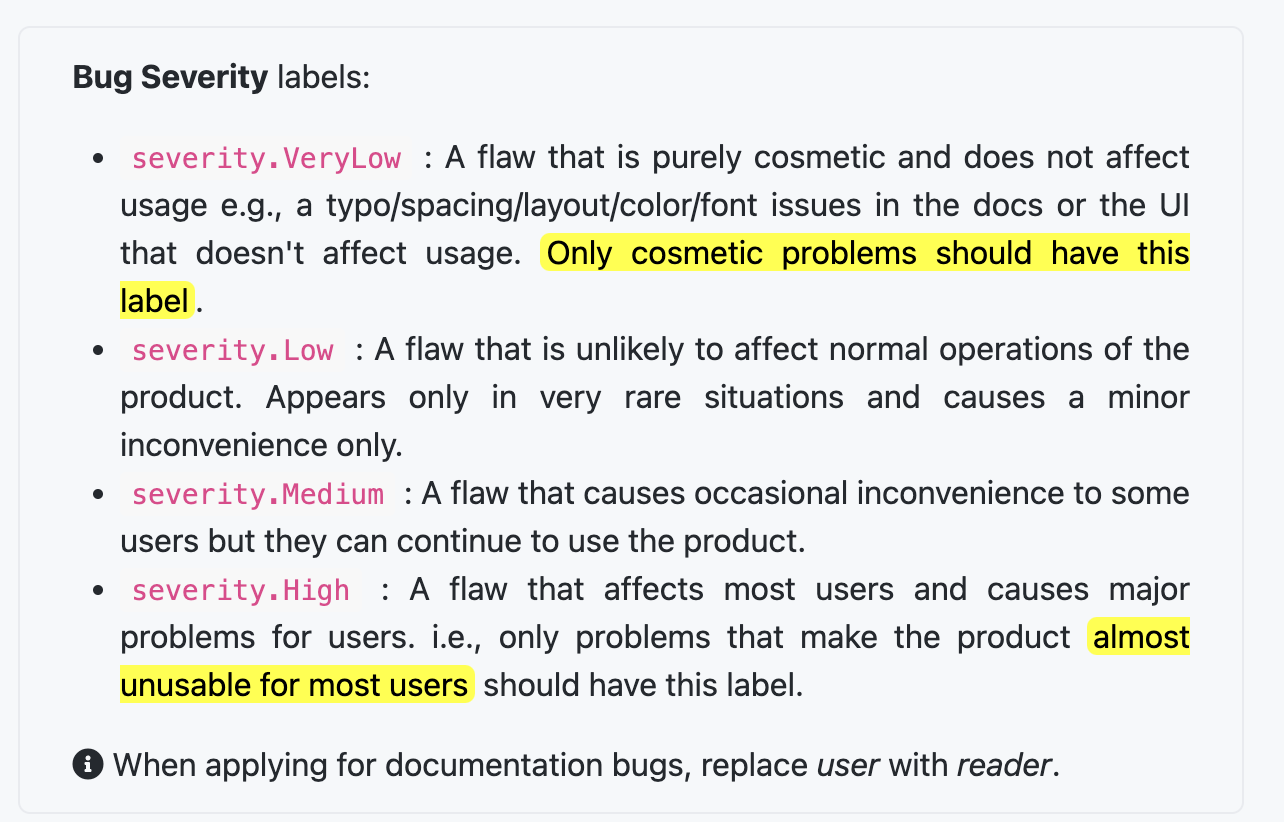 Bug Severity labels:
• severity.VeryLow : A flaw that is purely cosmetic and does not affect
usage e.g., a typo/spacing/layout/color/font issues in the docs or the UI
that doesn't affect usage. Only cosmetic problems should have this
label.
• severity.Low : A flaw that is unlikely to affect normal operations of the
product. Appears only in very rare situations and causes a minor
inconvenience only.
• severity.Medium : A flaw that causes occasional inconvenience to some
users but they can continue to use the product.
• severity.High : A flaw that affects most users and causes major
problems for users. i.e., only problems that make the product almost
unusable for most users should have this label.
When applying for documentation bugs, replace user with reader.